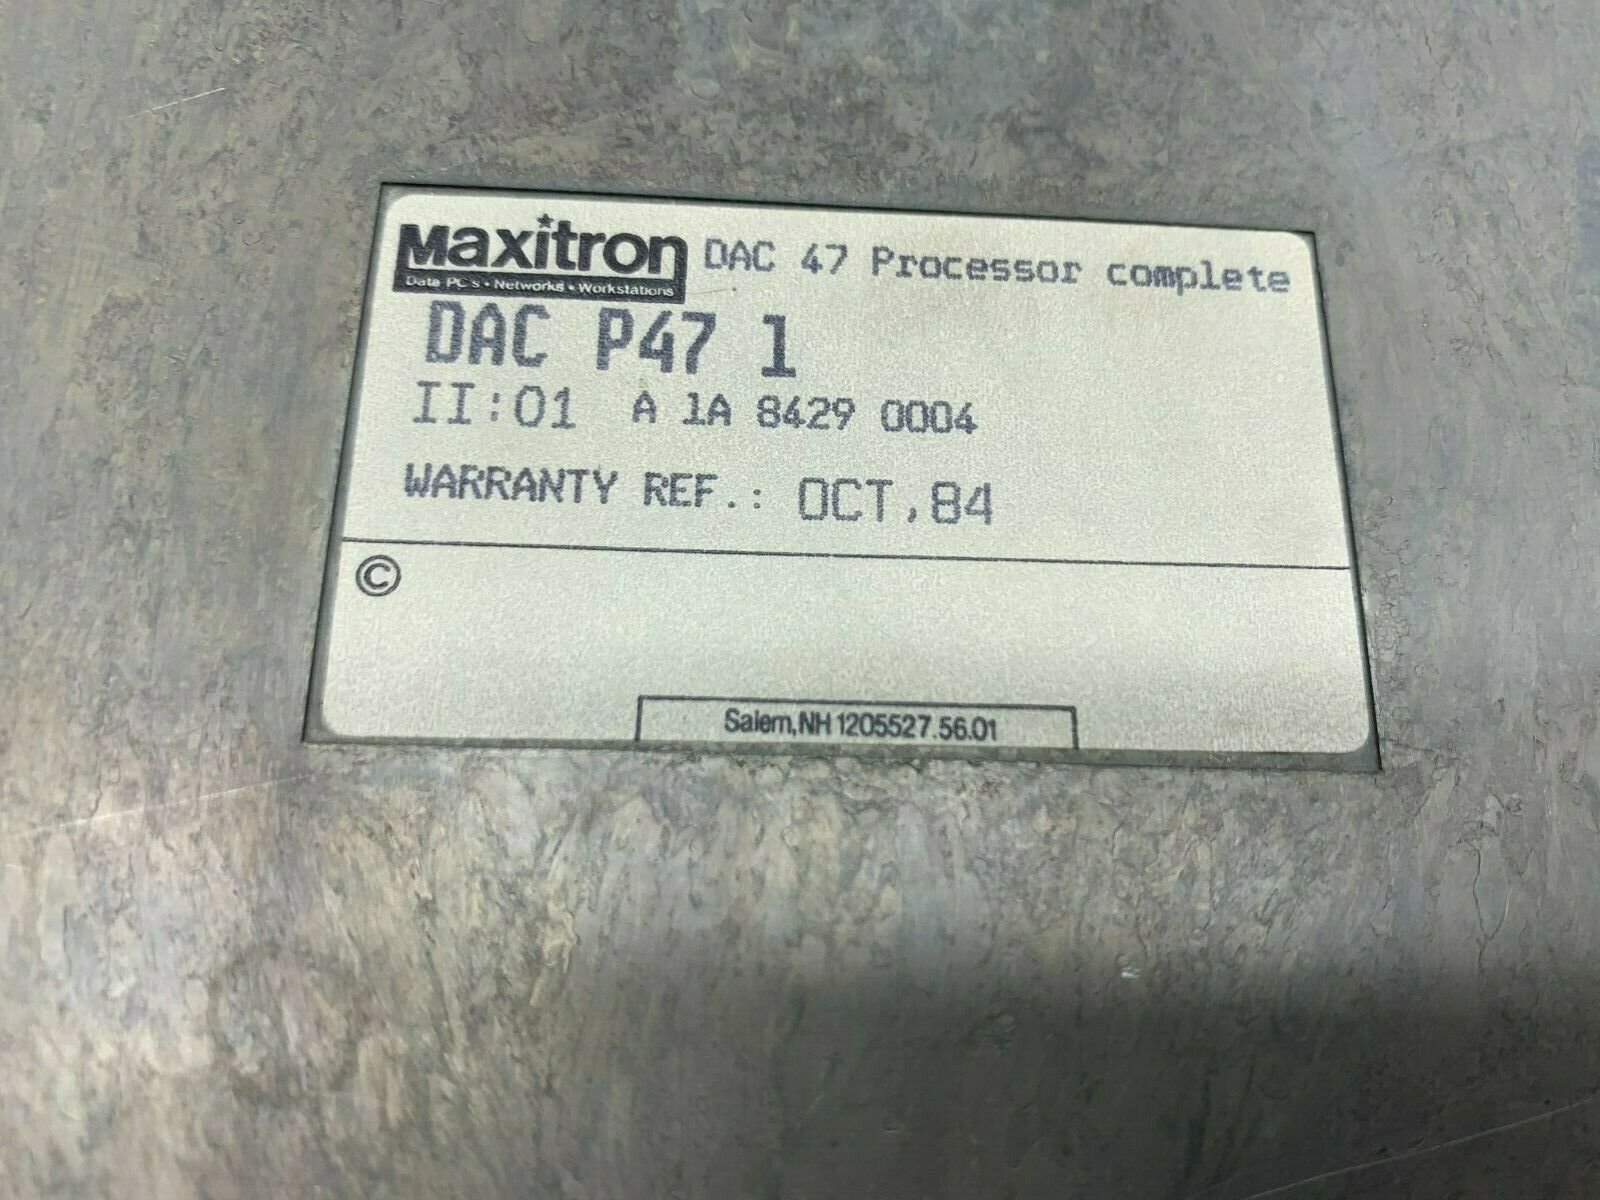 Maxitron DAC 47 Processor complete
Data PC's • Networks • Workstations
DAC P47 1
II:01 A 1A 8429 0004
WARRANTY REF.: OCT,84
©
Salem,NH 1205527.56.01